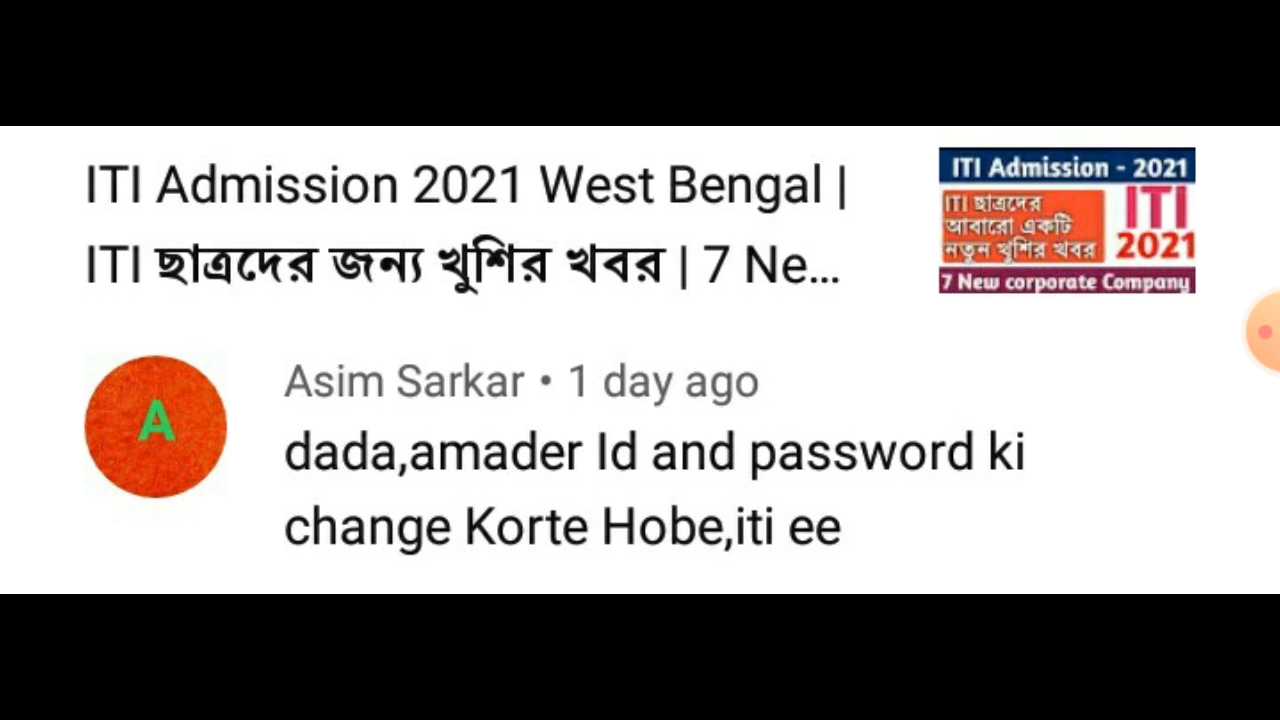 ITI Admission 2021 West Bengal |
ITI ছাত্রদের জন্য খুশির খবর | 7 Ne...
ITI Admission - 2021
ITI ছাত্রদের
আবারো একটি
নতুন খুশির খবর
ITI
2021
7 New corporate Company
A
Asim Sarkar • 1 day ago
dada,amader Id and password ki
change Korte Hobe,iti ee